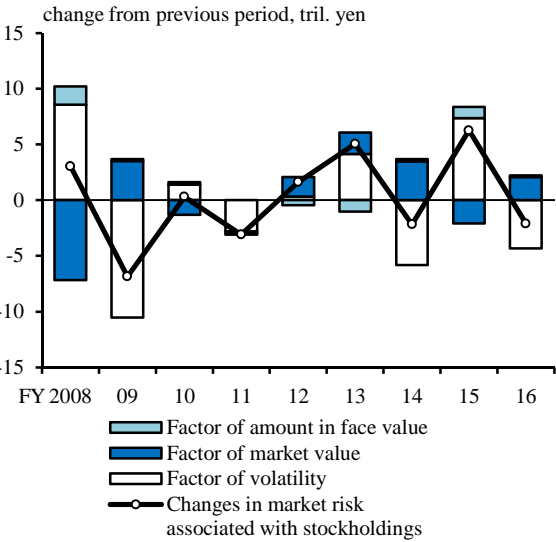 change from previous period, tril. yen
15
10
5
0
-5
-10
-15
FY 2008 09 10 11 12 13 14 15 16
Factor of amount in face value
Factor of market value
Factor of volatility
Changes in market risk
associated with stockholdings